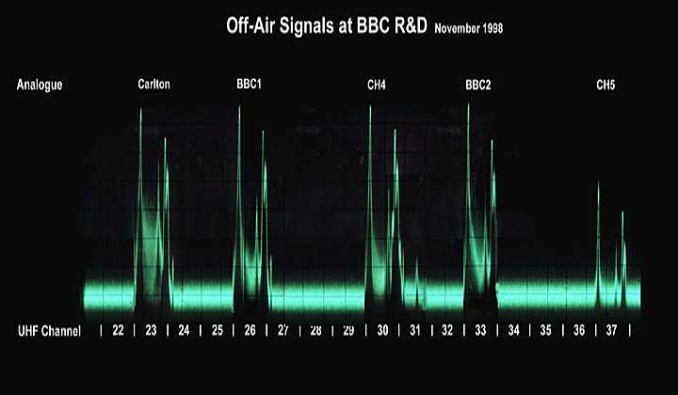 Off-Air Signals at BBC R&D November 1998
Analogue Carlton BBC1 CH4 BBC2 CH5
UHF Channel | 22 | 23 | 24 | 25 | 26 | 27 | 28 | 29 | 30 | 31 | 32 | 33 | 34 | 35 | 36 | 37 |